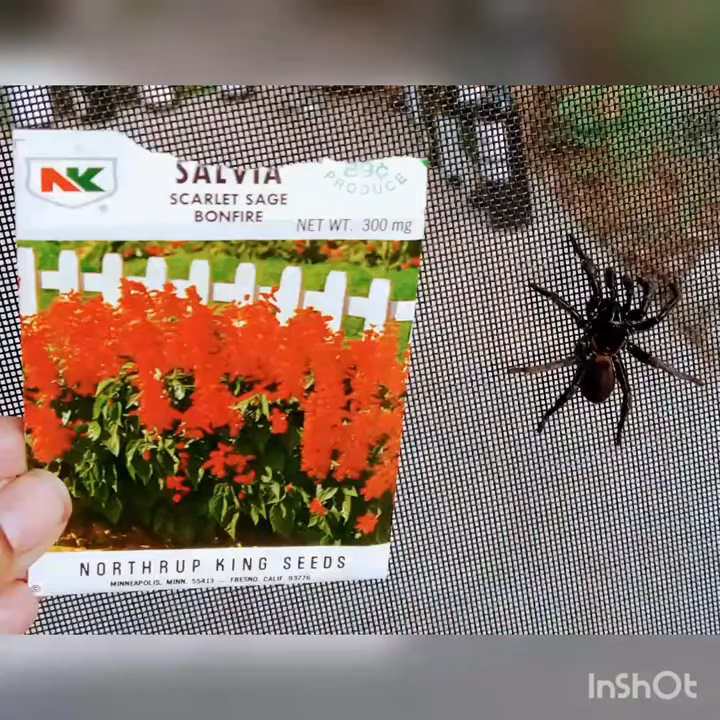 NK
SALVIA
89¢
PRODUCE
SCARLET SAGE
BONFIRE
NET WT. 300 mg
NORTHRUP KING SEEDS
MINNEAPOLIS, MINN. 55413 — FRESNO, CALIF. 93776
InShOt